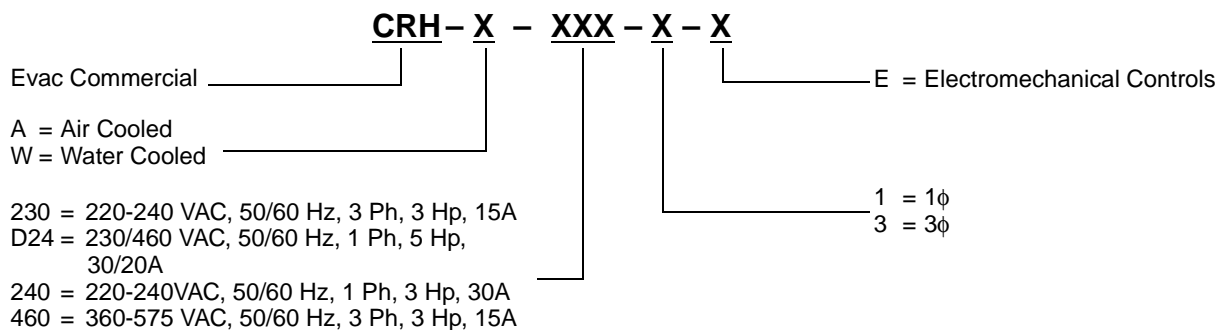 CRH – X – XXX – X – X
Evac Commercial
E = Electromechanical Controls
A = Air Cooled
W = Water Cooled
1 = 1ϕ
3 = 3ϕ
230 = 220-240 VAC, 50/60 Hz, 3 Ph, 3 Hp, 15A
D24 = 230/460 VAC, 50/60 Hz, 1 Ph, 5 Hp,
30/20A
240 = 220-240VAC, 50/60 Hz, 1 Ph, 3 Hp, 30A
460 = 360-575 VAC, 50/60 Hz, 3 Ph, 3 Hp, 15A